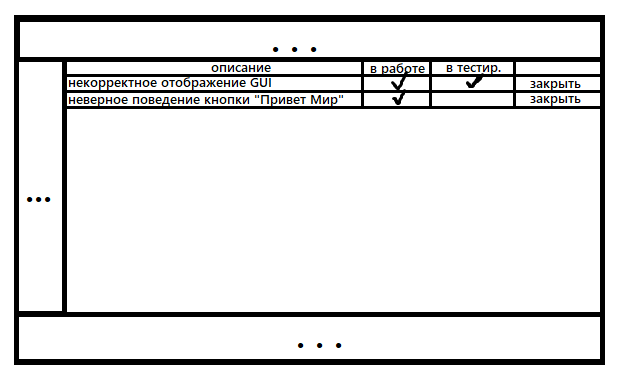 ...
описание в работе в тестир.
некорректное отображение GUI закрыть
неверное поведение кнопки "Привет Мир" закрыть
...
...